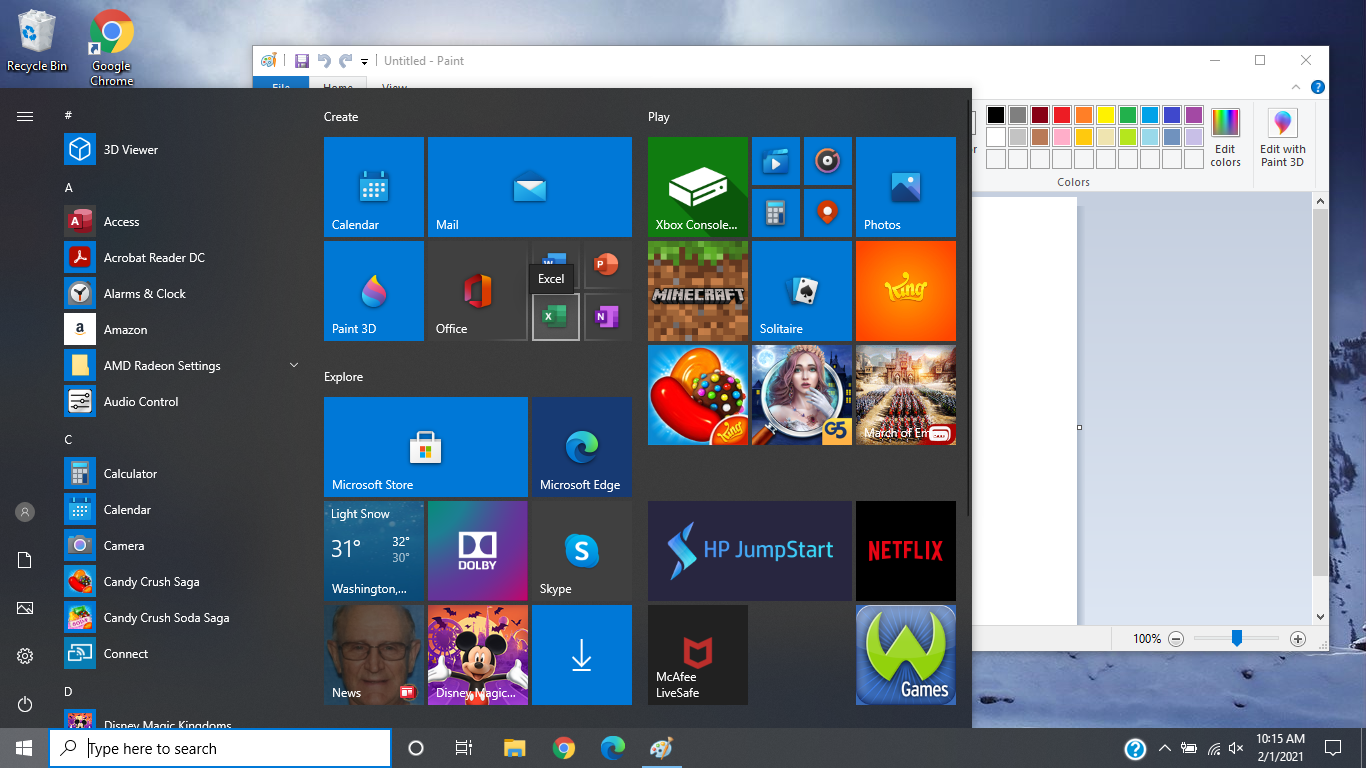 Recycle Bin
Google Chrome
Untitled - Paint
File
Home
View
Edit colors
Edit with Paint 3D
Colors
#
3D Viewer
A
Access
Acrobat Reader DC
Alarms & Clock
a
Amazon
AMD Radeon Settings
Audio Control
C
Calculator
Calendar
Camera
Candy Crush Saga
Candy Crush Soda Saga
Connect
D
Disney Magic Kingdoms
Create
Calendar
Mail
Paint 3D
Office
Excel
Explore
Microsoft Store
Microsoft Edge
Light Snow
31°
32°
30°
Washington,...
DOLBY
Skype
News
Disney Magic...
Play
Xbox Console...
Photos
MINECRAFT
Solitaire
King
King
G5
March of Em
HP JumpStart
NETFLIX
McAfee LiveSafe
Games
100%
Type here to search
10:15 AM
2/1/2021